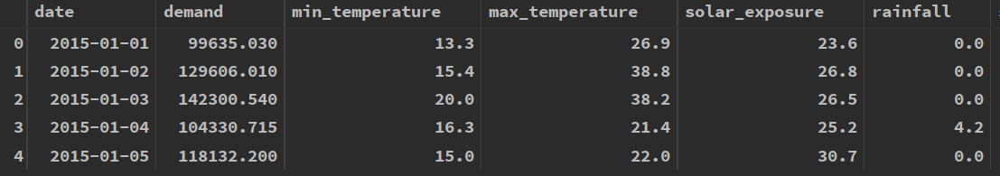 date demand min_temperature max_temperature solar_exposure rainfall
0 2015-01-01 99635.030 13.3 26.9 23.6 0.0
1 2015-01-02 129606.010 15.4 38.8 26.8 0.0
2 2015-01-03 142300.540 20.0 38.2 26.5 0.0
3 2015-01-04 104330.715 16.3 21.4 25.2 4.2
4 2015-01-05 118132.200 15.0 22.0 30.7 0.0